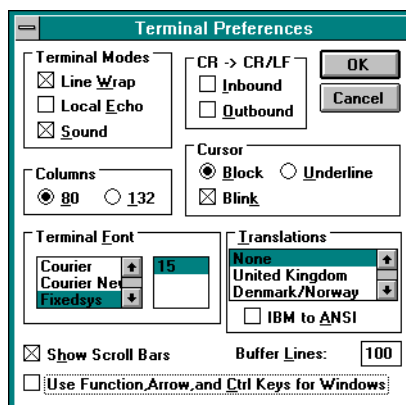 Terminal Preferences
Terminal Modes
Line Wrap
Local Echo
Sound
CR -> CR/LF
Inbound
Outbound
OK
Cancel
Columns
80 132
Cursor
Block Underline
Blink
Terminal Font
Courier
Courier New
Fixedsys
15
Translations
None
United Kingdom
Denmark/Norway
IBM to ANSI
Show Scroll Bars
Buffer Lines: 100
Use Function,Arrow,and Ctrl Keys for Windows